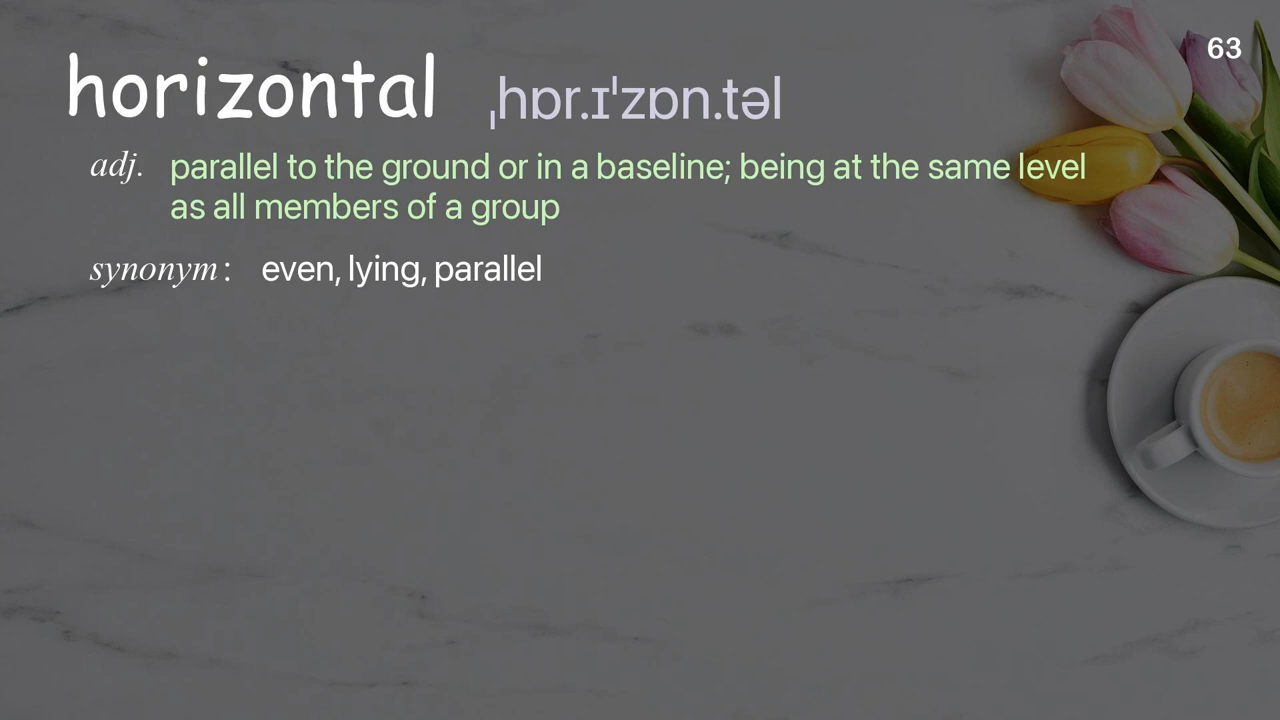 63
horizontal ˌhɒr.ɪˈzɒn.təl
adj. parallel to the ground or in a baseline; being at the same level
as all members of a group
synonym: even, lying, parallel